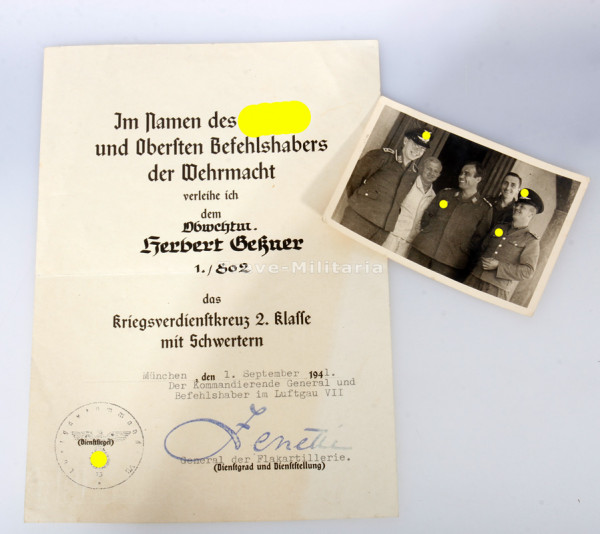 Im Namen des
und Obersten Befehlshabers
der Wehrmacht
verleihe ich
dem
Obwchtm.
Herbert Geßner
1./802
das
Kriegsverdienstkreuz 2. Klasse
mit Schwertern
München, den 1. September 1941.
Der Kommandierende General und
Befehlshaber im Luftgau VII
(Dienstsiegel)
Zenetti
General der Flakartillerie.
(Dienstgrad und Dienststellung)